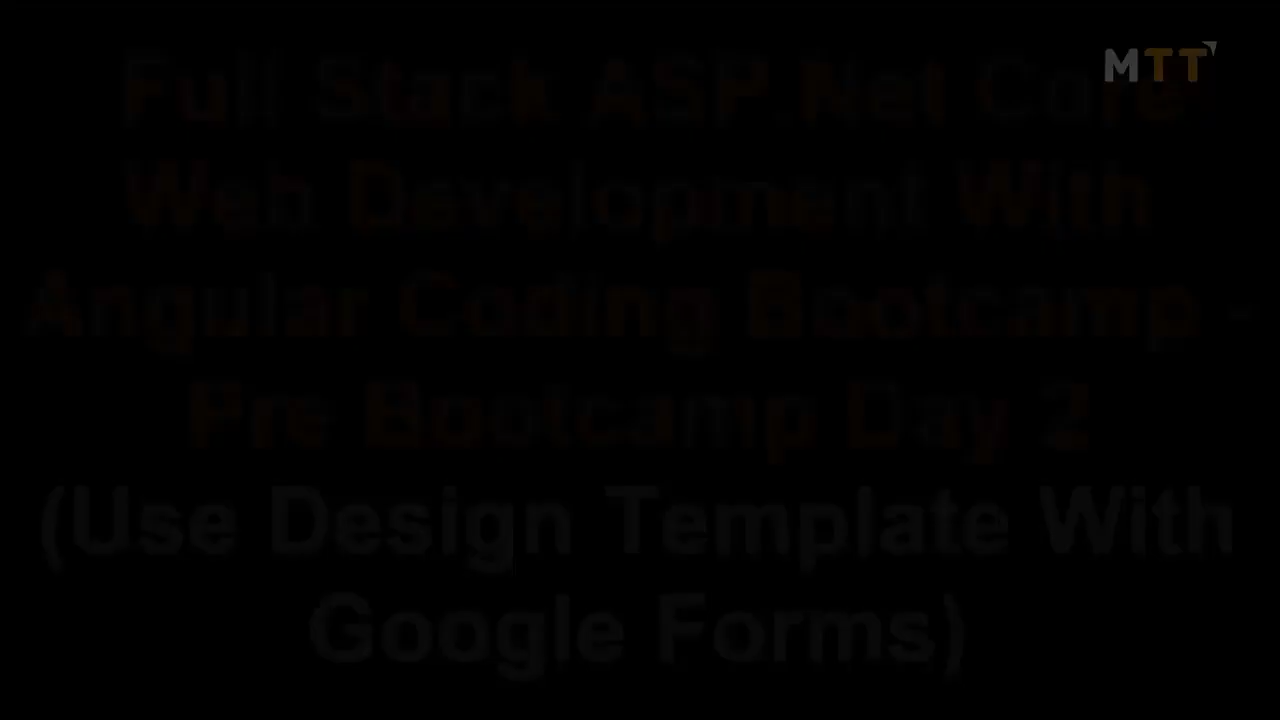 MTT
Full Stack ASP.Net Core
Web Development With
Angular Coding Bootcamp -
Pre Bootcamp Day 2
(Use Design Template With
Google Forms)